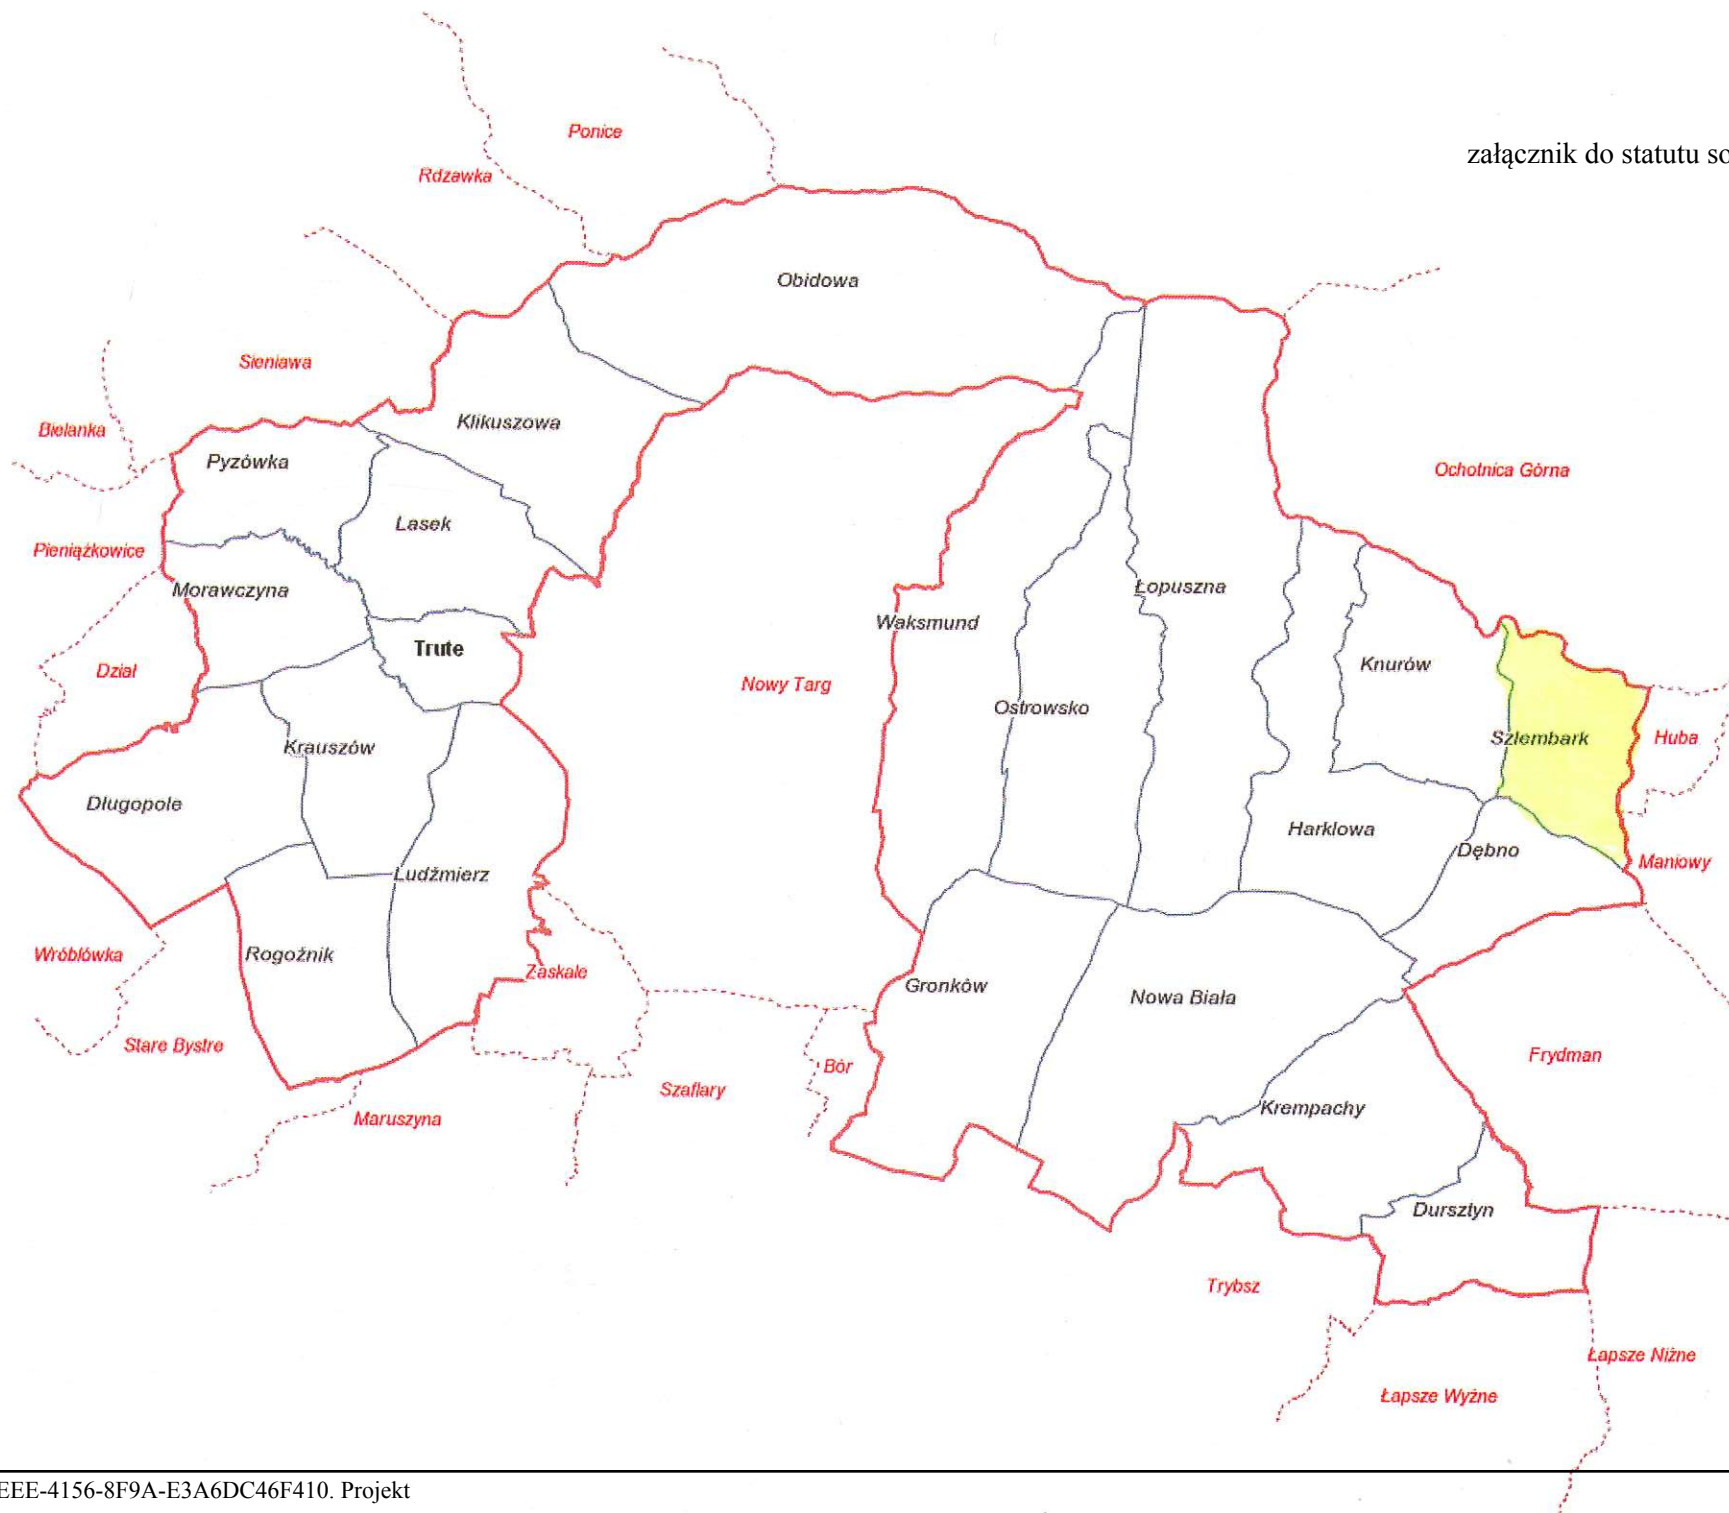 Ponice
załącznik do statutu so
Rdzawka
Obidowa
Sieniawa
Klikuszowa
Bielanka
Pyzówka
Ochotnica Górna
Lasek
Pieniążkowice
Morawczyna
Łopuszna
Waksmund
Trute
Knurów
Dział
Nowy Targ
Ostrowsko
Szlembark
Huba
Krauszów
Długopole
Harklowa
Dębno
Maniowy
Ludźmierz
Wróblówka
Rogoźnik
Zaskale
Gronków
Nowa Biała
Stare Bystre
Frydman
Bór
Szaflary
Krempachy
Maruszyna
Dursztyn
Trybsz
Łapsze Niżne
Łapsze Wyżne
EEE-4156-8F9A-E3A6DC46F410. Projekt